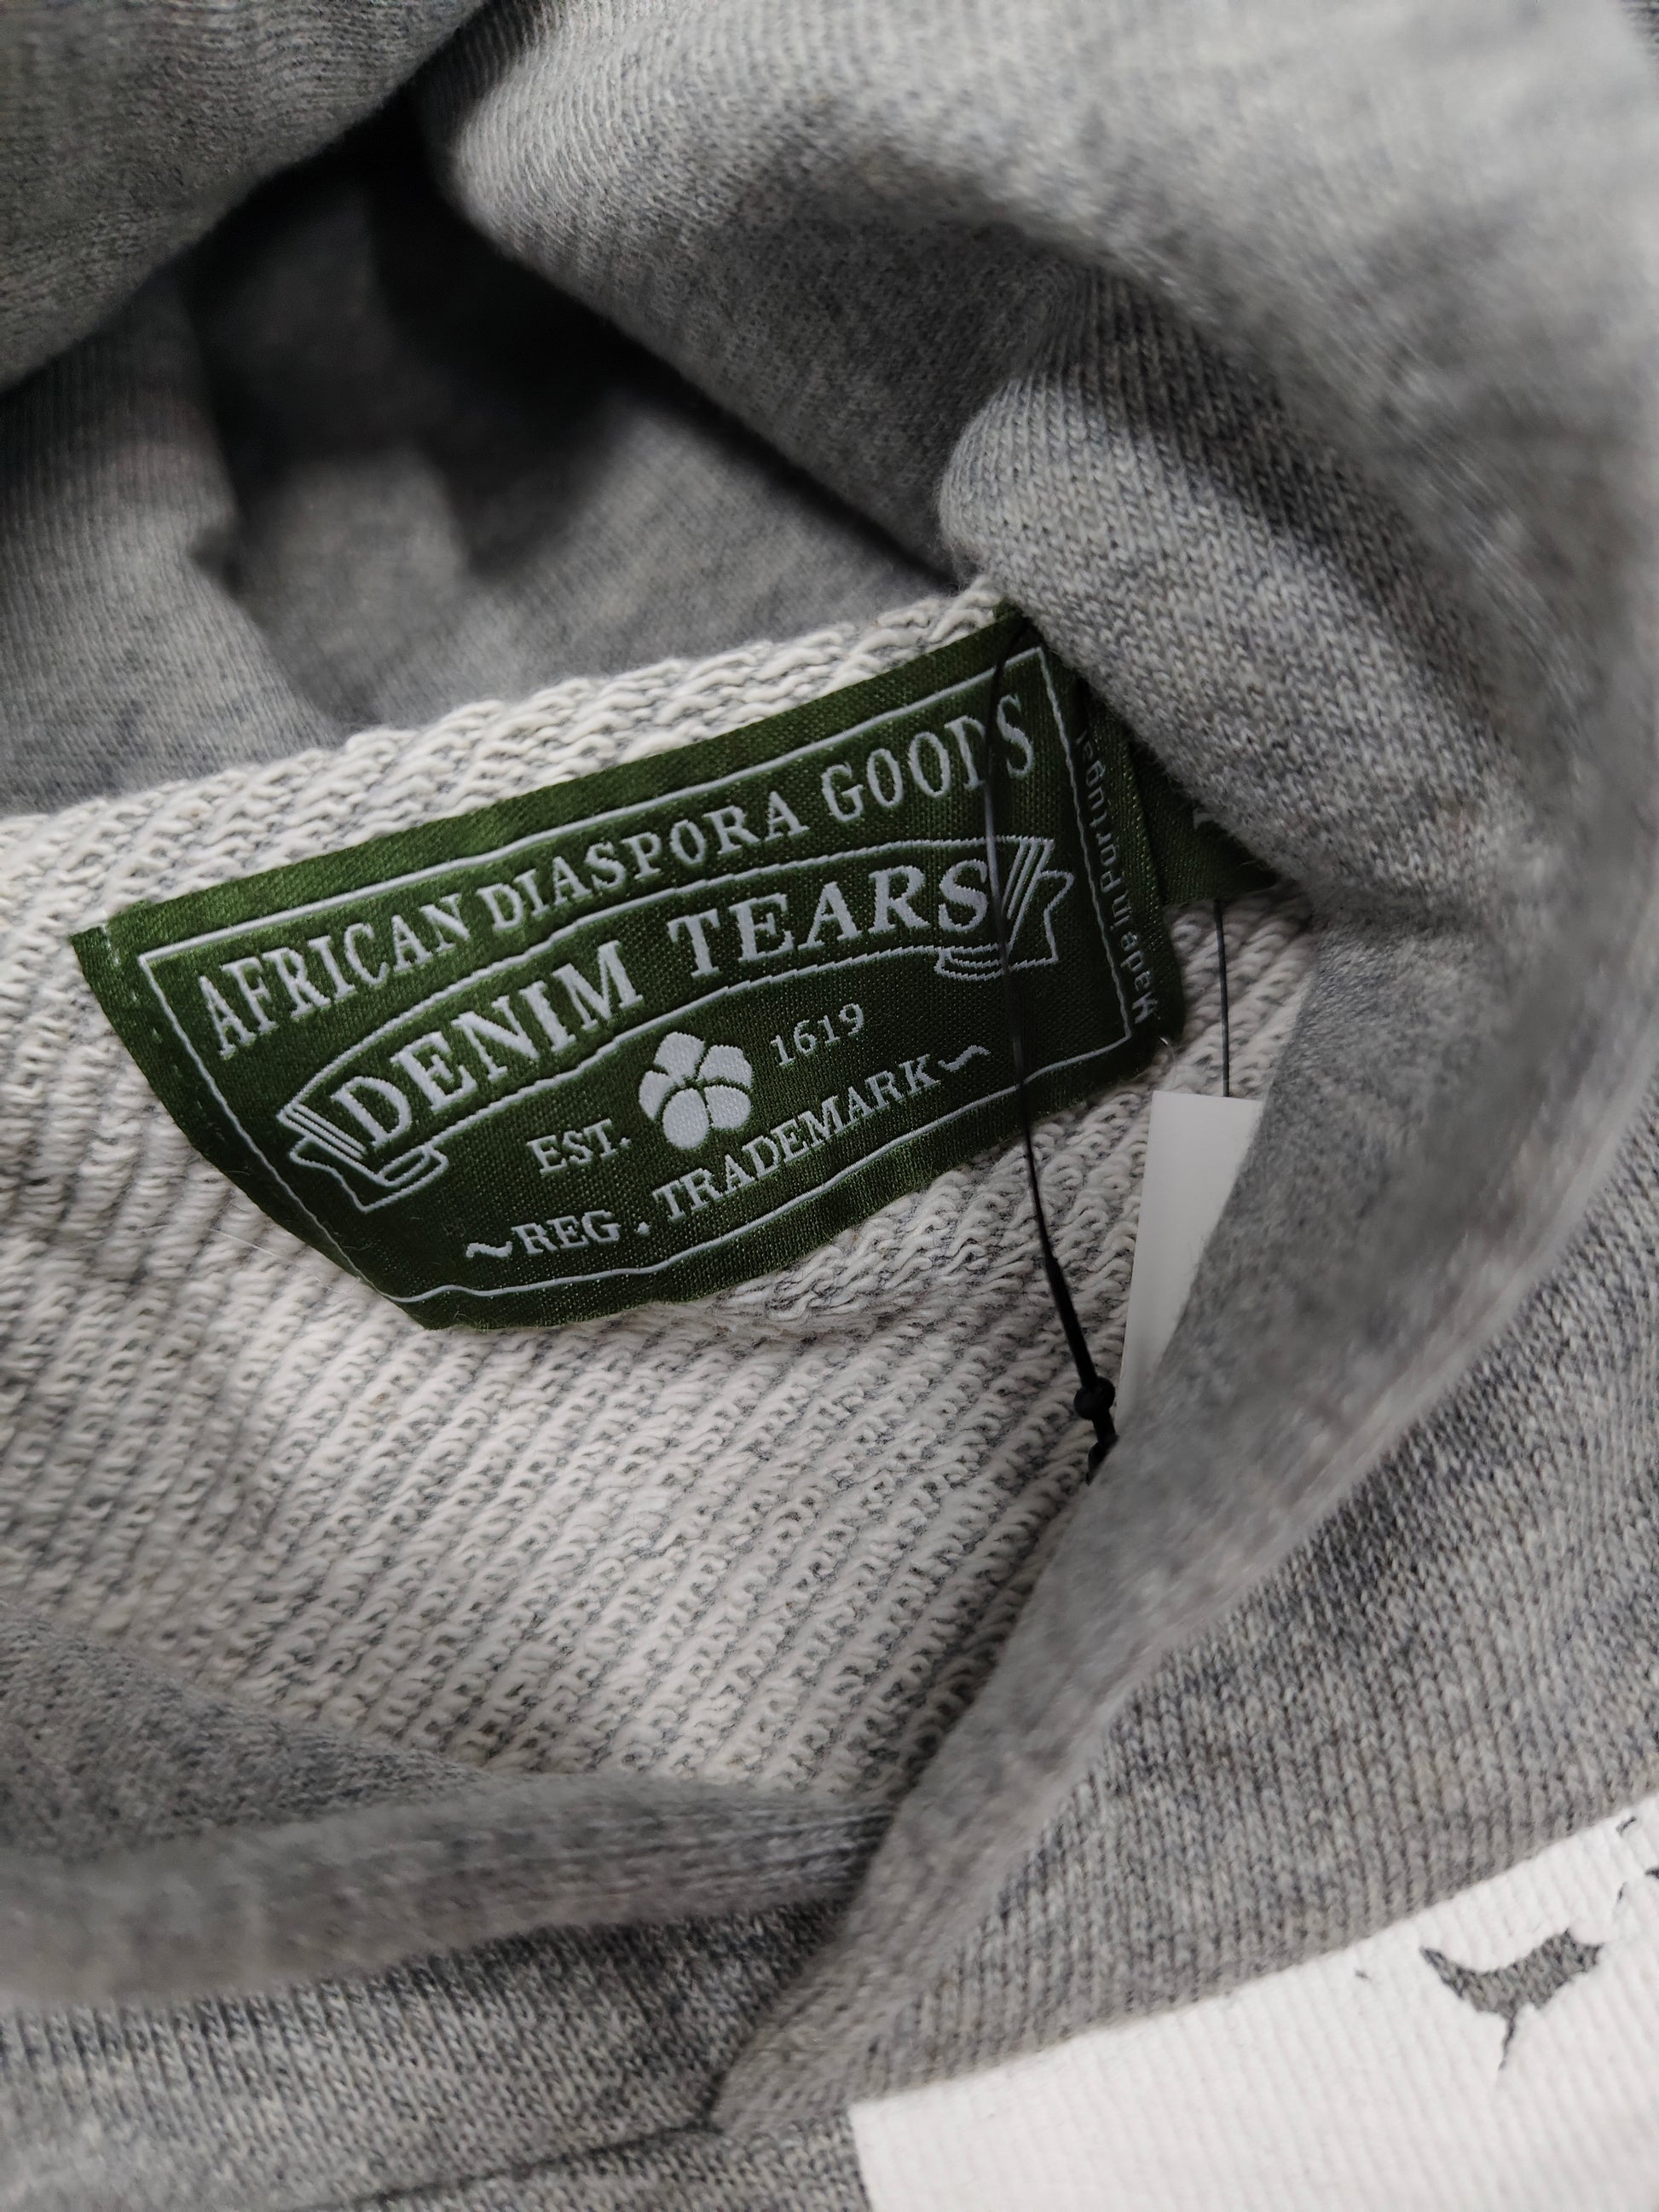 AFRICAN DIASPORA GOODS
DENIM TEARS
EST. 1619
~REG . TRADEMARK~
Made in Portugal